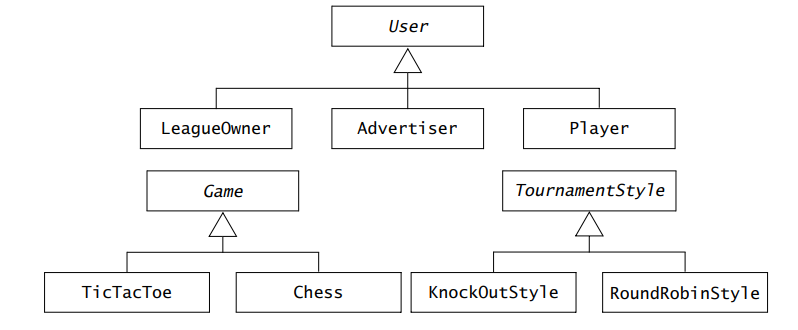 User
LeagueOwner
Advertiser
Player
Game
TournamentStyle
TicTacToe
Chess
KnockOutStyle
RoundRobinStyle